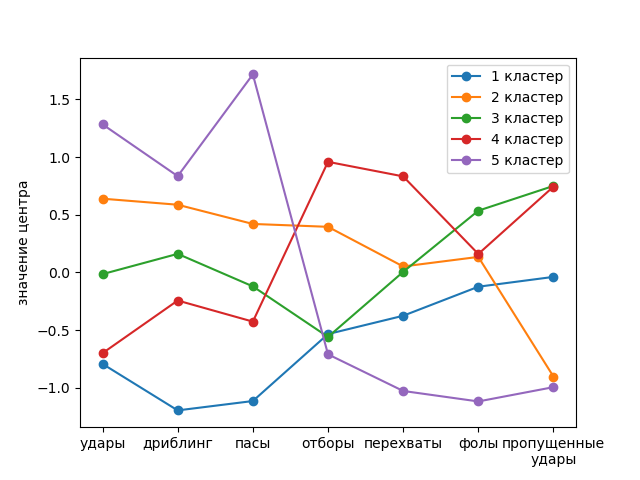 значение центра
1.5
1.0
0.5
0.0
−0.5
−1.0
1 кластер
2 кластер
3 кластер
4 кластер
5 кластер
удары дриблинг пасы отборы перехваты фолы пропущенные
удары